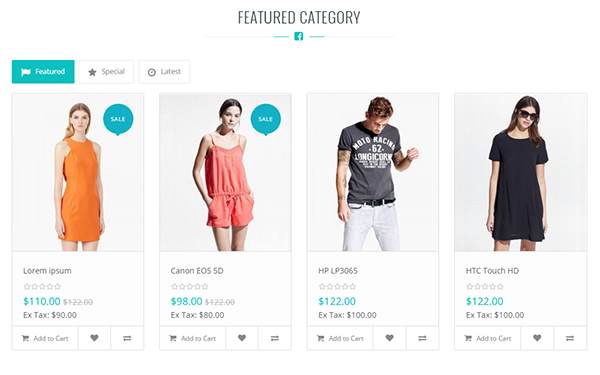 FEATURED CATEGORY
Featured
Special
Latest
SALE
SALE
MOTO RACING
62
LONGICORN
Lorem ipsum
Canon EOS 5D
HP LP3065
HTC Touch HD
$110.00 $122.00
$98.00 $122.00
$122.00
$122.00
Ex Tax: $90.00
Ex Tax: $80.00
Ex Tax: $100.00
Ex Tax: $100.00
Add to Cart
Add to Cart
Add to Cart
Add to Cart